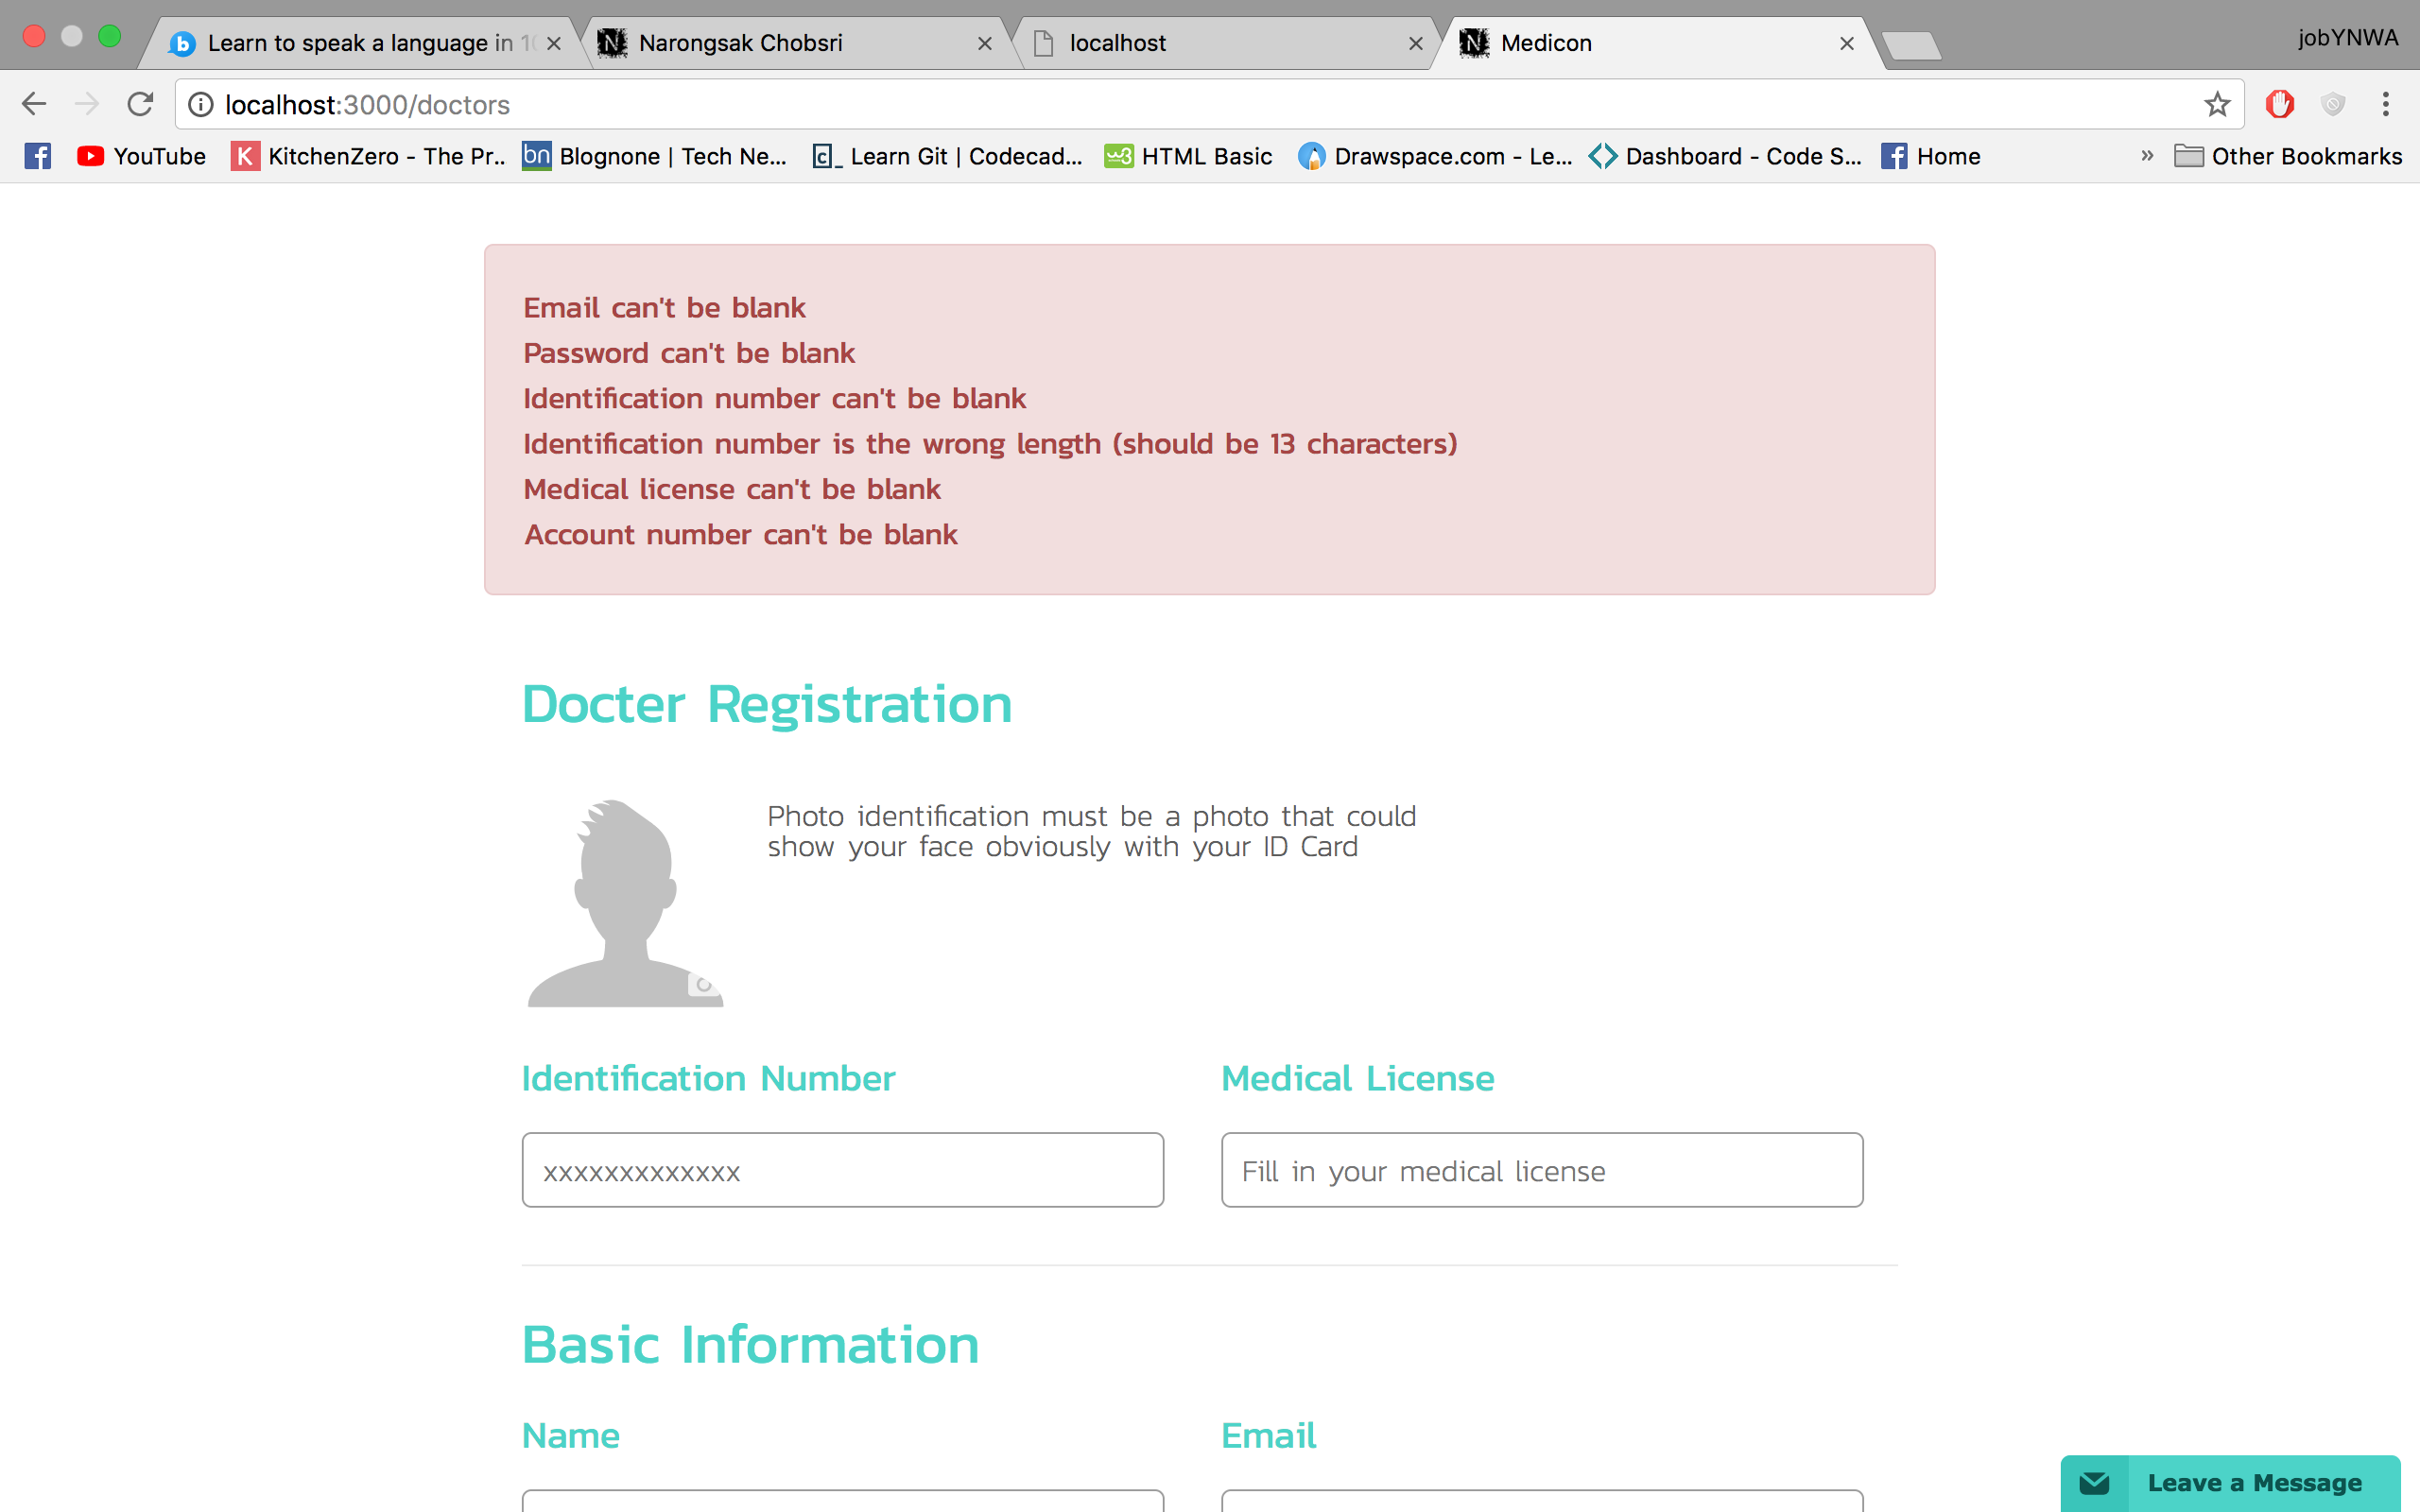 Learn to speak a language in 10
Narongsak Chobsri
localhost
Medicon
jobYNWA
localhost:3000/doctors
YouTube
KitchenZero - The Pr..
Blognone | Tech Ne...
Learn Git | Codecad...
HTML Basic
Drawspace.com - Le...
Dashboard - Code S...
Home
»
Other Bookmarks
Email can't be blank
Password can't be blank
Identification number can't be blank
Identification number is the wrong length (should be 13 characters)
Medical license can't be blank
Account number can't be blank
Docter Registration
Photo identification must be a photo that could
show your face obviously with your ID Card
Identification Number
Medical License
xxxxxxxxxxxxx
Fill in your medical license
Basic Information
Name
Email
Leave a Message